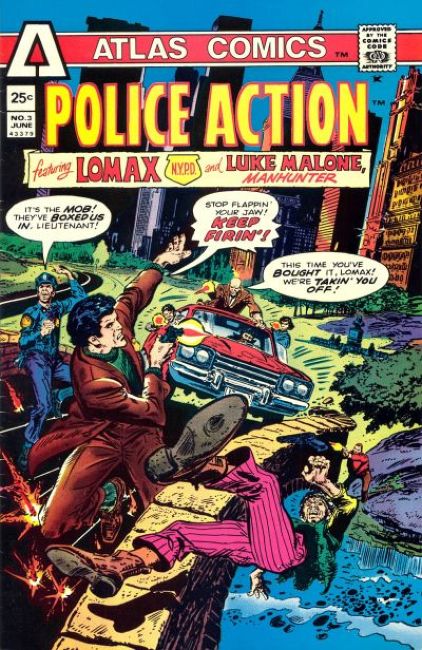 A
ATLAS COMICS
TM
APPROVED
BY THE
COMICS
CODE
AUTHORITY
25¢
NO.3
JUNE
43379
POLICE ACTION
TM
featuring LOMAX N.Y.P.D. and LUKE MALONE,
MANHUNTER
IT'S THE MOB!
THEY'VE BOXED US
IN, LIEUTENANT!
STOP FLAPPIN'
YOUR JAW!
KEEP
FIRIN'!
THIS TIME YOU'VE
BOUGHT IT, LOMAX!
WE'RE TAKIN' YOU
OFF!